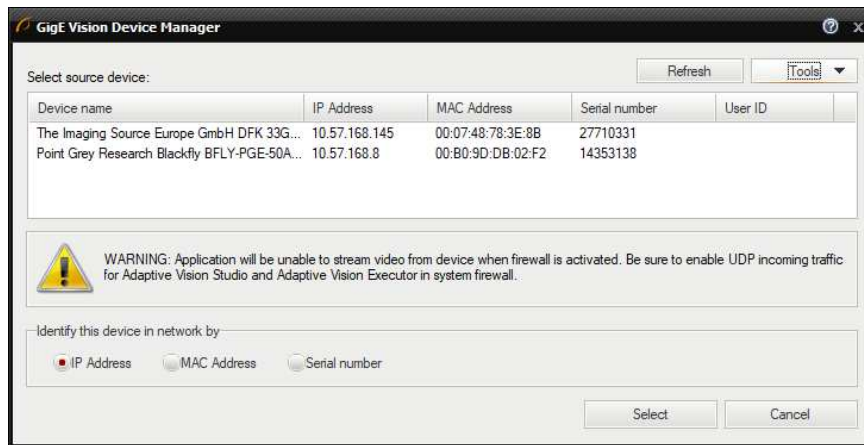 GigE Vision Device Manager
Select source device:
Refresh
Tools
Device name IP Address MAC Address Serial number User ID
The Imaging Source Europe GmbH DFK 33G... 10.57.168.145 00:07:48:78:3E:8B 27710331
Point Grey Research Blackfly BFLY-PGE-50A... 10.57.168.8 00:B0:9D:DB:02:F2 14353138
WARNING: Application will be unable to stream video from device when firewall is activated. Be sure to enable UDP incoming traffic
for Adaptive Vision Studio and Adaptive Vision Executor in system firewall.
Identify this device in network by
IP Address MAC Address Serial number
Select Cancel